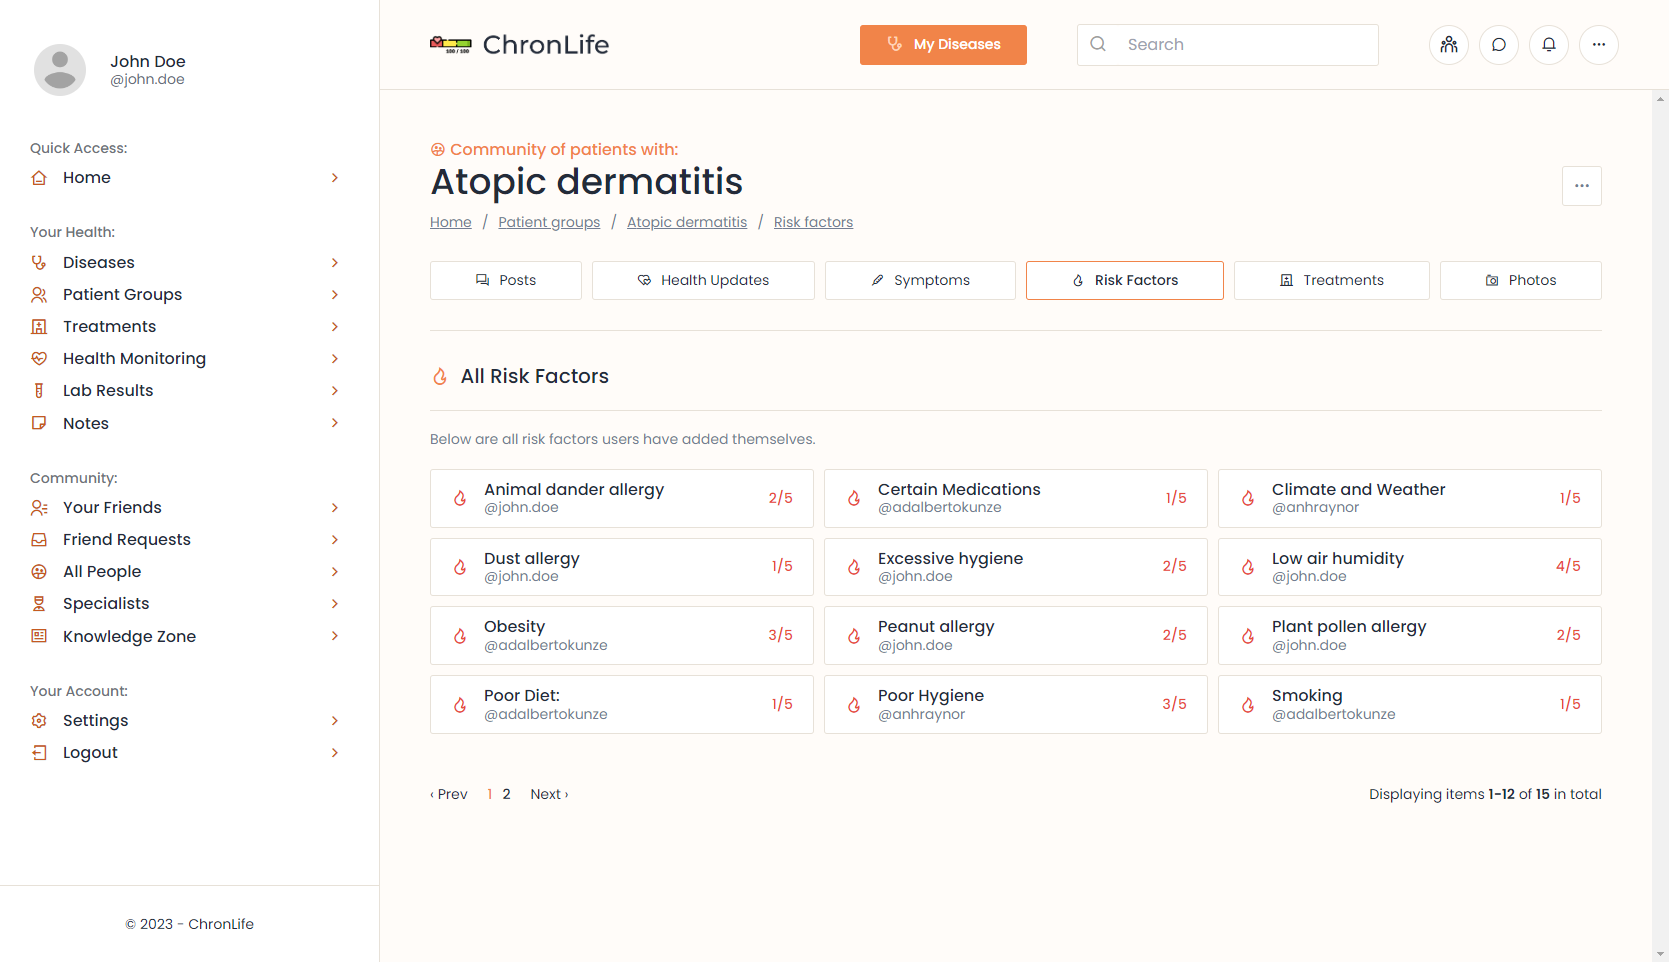 John Doe
@john.doe
Quick Access:
Home
Your Health:
Diseases
Patient Groups
Treatments
Health Monitoring
Lab Results
Notes
Community:
Your Friends
Friend Requests
All People
Specialists
Knowledge Zone
Your Account:
Settings
Logout
© 2023 - ChronLife
100 / 100
ChronLife
My Diseases
Search
Community of patients with:
Atopic dermatitis
Home / Patient groups / Atopic dermatitis / Risk factors
Posts
Health Updates
Symptoms
Risk Factors
Treatments
Photos
All Risk Factors
Below are all risk factors users have added themselves.
Animal dander allergy
@john.doe
2/5
Certain Medications
@adalbertokunze
1/5
Climate and Weather
@anhraynor
1/5
Dust allergy
@john.doe
1/5
Excessive hygiene
@john.doe
2/5
Low air humidity
@john.doe
4/5
Obesity
@adalbertokunze
3/5
Peanut allergy
@john.doe
2/5
Plant pollen allergy
@john.doe
2/5
Poor Diet:
@adalbertokunze
1/5
Poor Hygiene
@anhraynor
3/5
Smoking
@adalbertokunze
1/5
‹ Prev 1 2 Next ›
Displaying items 1-12 of 15 in total